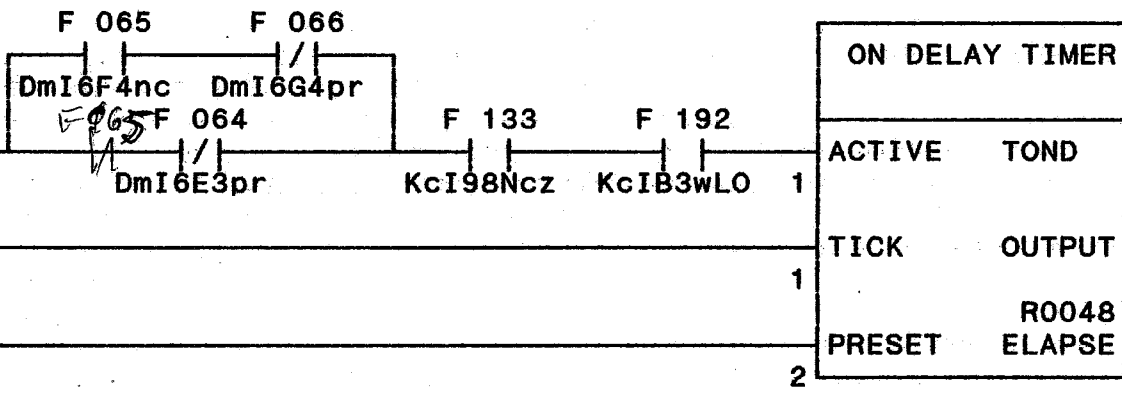 F 065 F 066 ON DELAY TIMER
DmI6F4nc DmI6G4pr
F065 F 064 F 133 F 192
ACTIVE TOND
DmI6E3pr KcI98Ncz KcIB3wLO 1
TICK OUTPUT
1
R0048
PRESET ELAPSE
2